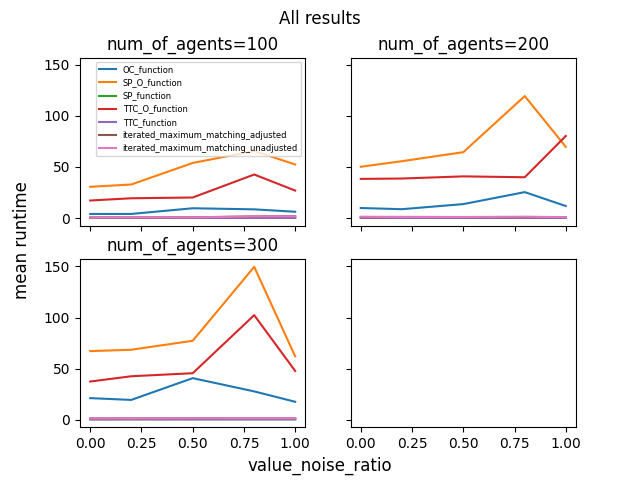 All results
num_of_agents=100
num_of_agents=200
150
100
50
0
OC_function
SP_O_function
SP_function
TTC_O_function
TTC_function
iterated_maximum_matching_adjusted
iterated_maximum_matching_unadjusted
mean runtime
num_of_agents=300
150
100
50
0
0.00 0.25 0.50 0.75 1.00
0.00 0.25 0.50 0.75 1.00
value_noise_ratio